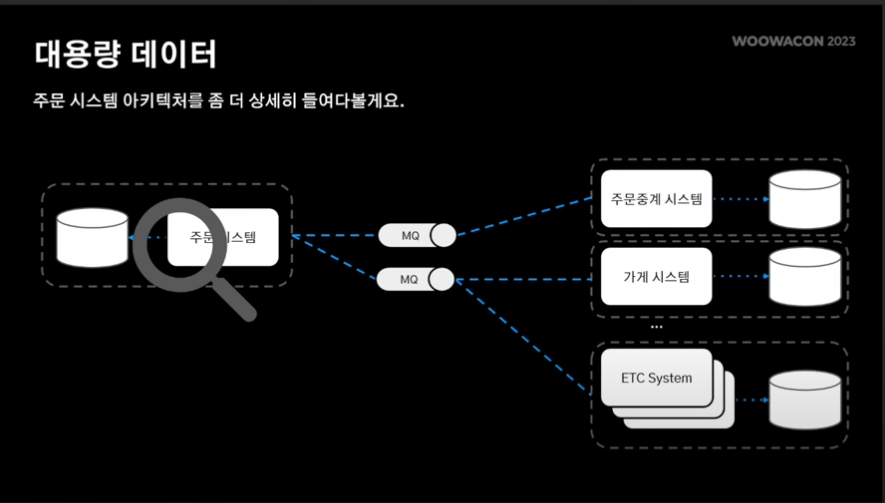 대용량 데이터
WOOWACON 2023
주문 시스템 아키텍처를 좀 더 상세히 들여다볼게요.
주문 시스템
MQ
MQ
주문중계 시스템
가게 시스템
...
ETC System